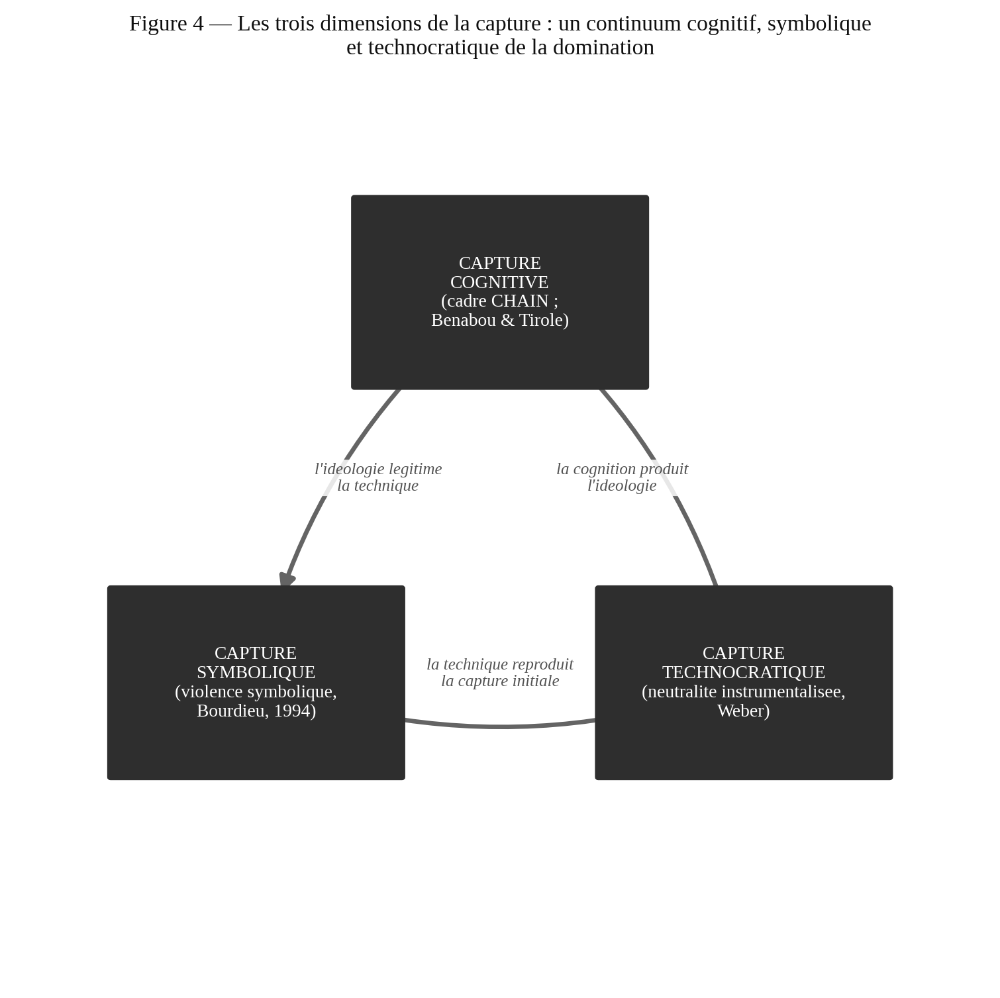 Figure 4 — Les trois dimensions de la capture : un continuum cognitif, symbolique
et technocratique de la domination
CAPTURE
COGNITIVE
(cadre CHAIN ;
Benabou & Tirole)
l'ideologie legitime
la technique
la cognition produit
l'ideologie
CAPTURE
SYMBOLIQUE
(violence symbolique,
Bourdieu, 1994)
la technique reproduit
la capture initiale
CAPTURE
TECHNOCRATIQUE
(neutralite instrumentalisee,
Weber)